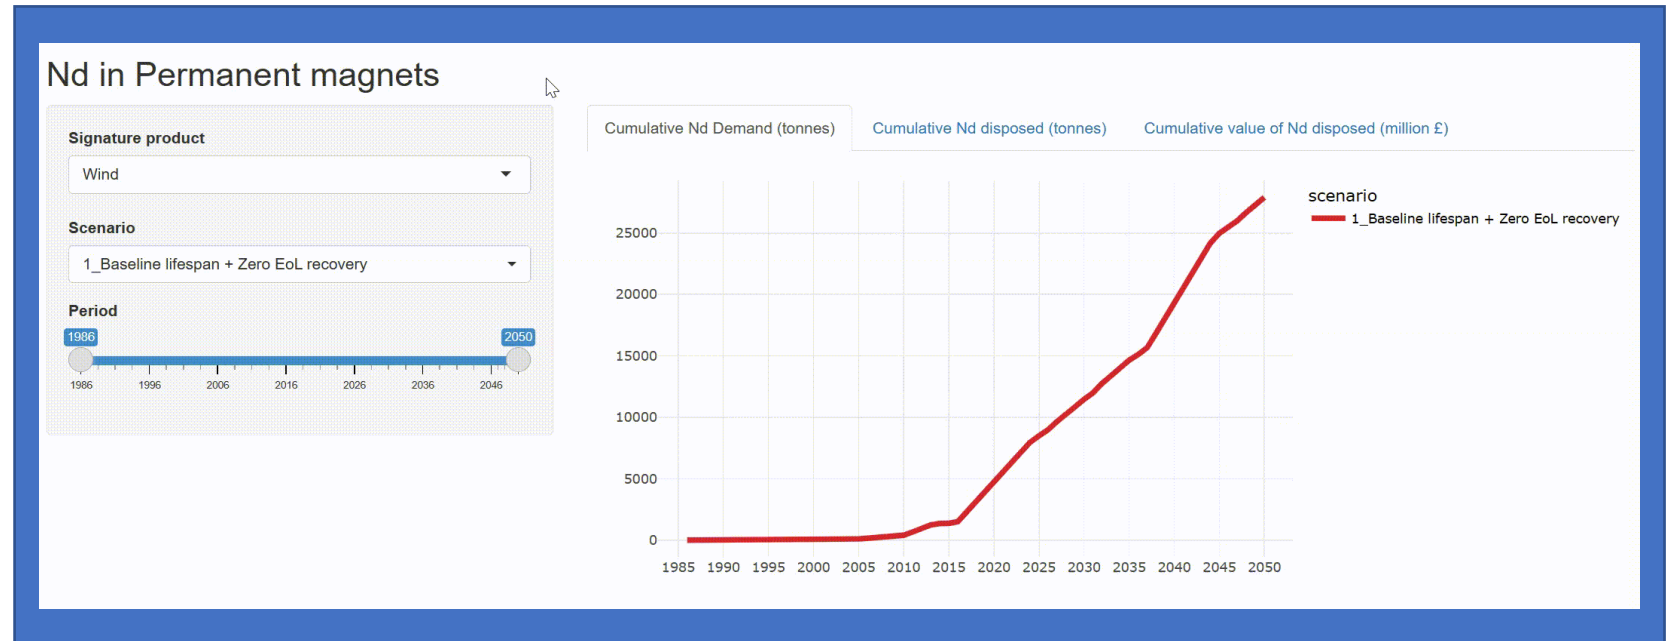 Nd in Permanent magnets
Signature product
Wind
Scenario
1_Baseline lifespan + Zero EoL recovery
Period
1986 2050
1986 1996 2006 2016 2026 2036 2046
Cumulative Nd Demand (tonnes) Cumulative Nd disposed (tonnes) Cumulative value of Nd disposed (million £)
25000
20000
15000
10000
5000
0
1985 1990 1995 2000 2005 2010 2015 2020 2025 2030 2035 2040 2045 2050
scenario
1_Baseline lifespan + Zero EoL recovery